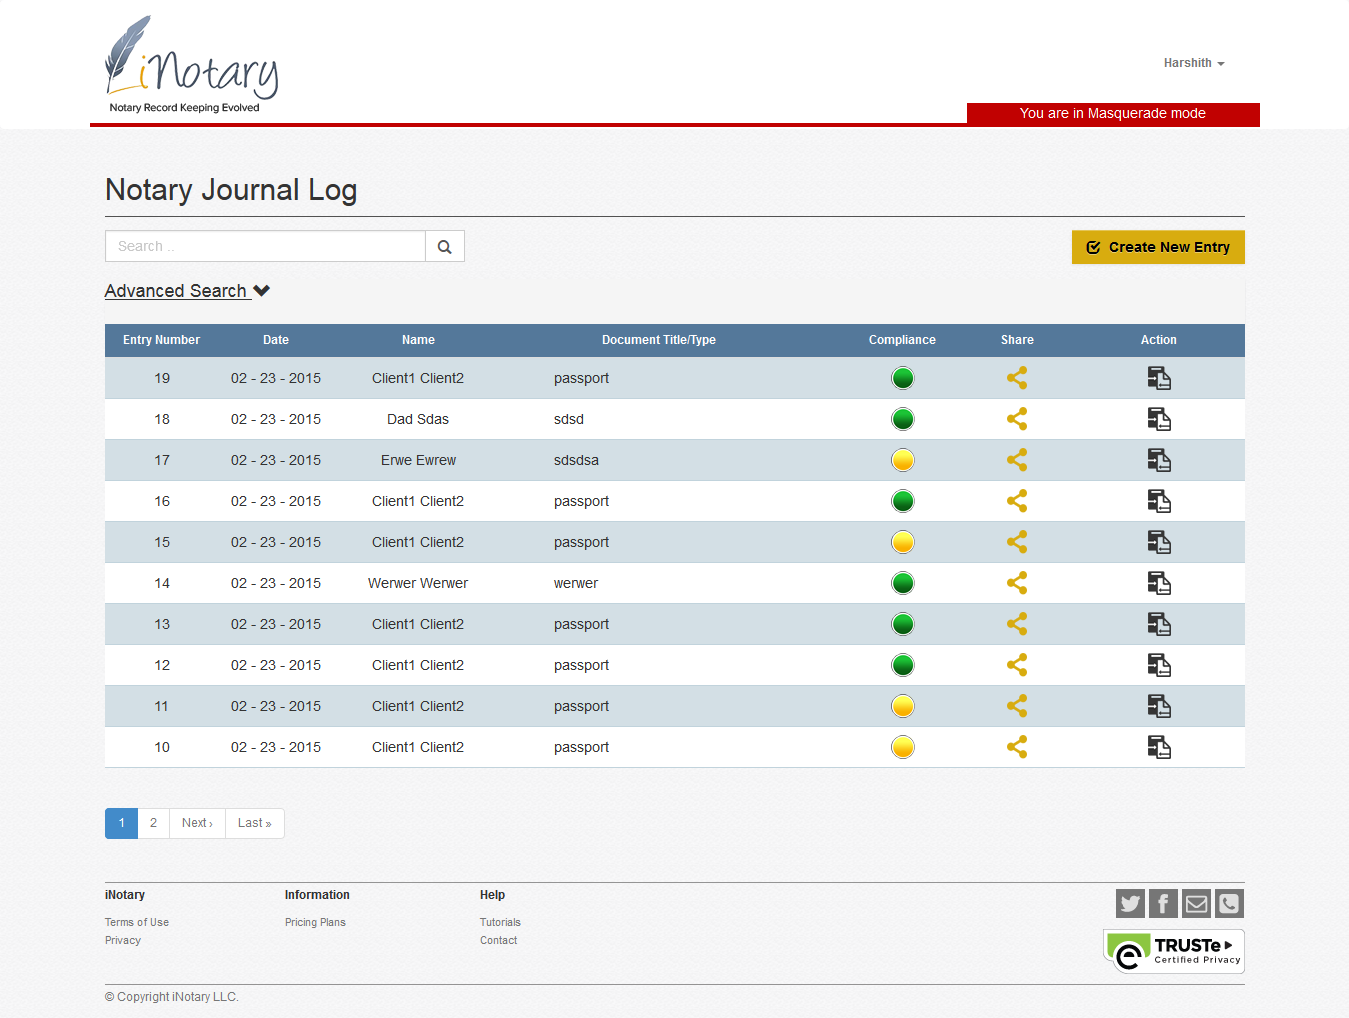 iNotary
Notary Record Keeping Evolved
Harshith
You are in Masquerade mode
Notary Journal Log
Search ..
Create New Entry
Advanced Search
Entry Number Date Name Document Title/Type Compliance Share Action
19 02 - 23 - 2015 Client1 Client2 passport
18 02 - 23 - 2015 Dad Sdas sdsd
17 02 - 23 - 2015 Erwe Ewrew sdsdsa
16 02 - 23 - 2015 Client1 Client2 passport
15 02 - 23 - 2015 Client1 Client2 passport
14 02 - 23 - 2015 Werwer Werwer werwer
13 02 - 23 - 2015 Client1 Client2 passport
12 02 - 23 - 2015 Client1 Client2 passport
11 02 - 23 - 2015 Client1 Client2 passport
10 02 - 23 - 2015 Client1 Client2 passport
1 2 Next › Last »
iNotary Information Help
Terms of Use Pricing Plans Tutorials
Privacy Contact
TRUSTe
Certified Privacy
© Copyright iNotary LLC.